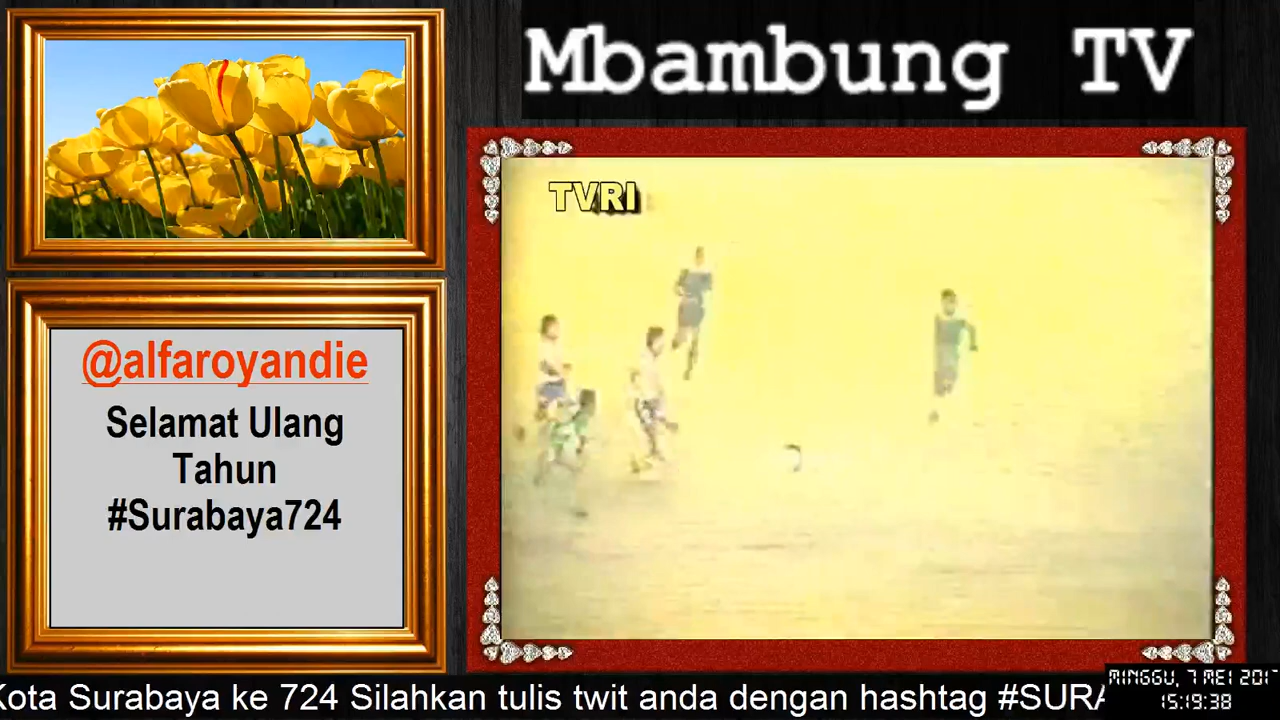 Mbambung TV
TVRI
@alfaroyandie
Selamat Ulang
Tahun
#Surabaya724
Kota Surabaya ke 724 Silahkan tulis twit anda dengan hashtag #SURA
MINGGU, 7 MEI 2017
15:19:38